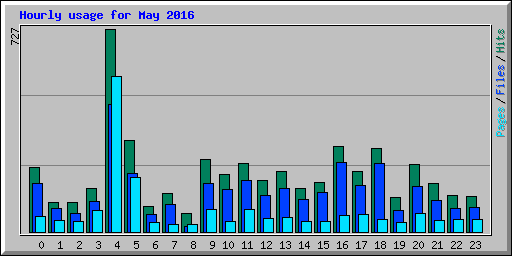 Hourly usage for May 2016
727
Pages/Files/Hits
0 1 2 3 4 5 6 7 8 9 10 11 12 13 14 15 16 17 18 19 20 21 22 23